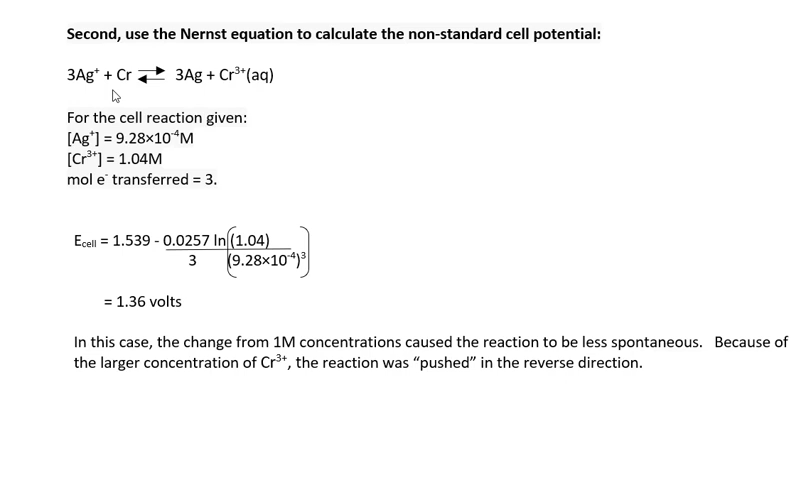 Second, use the Nernst equation to calculate the non-standard cell potential:
3Ag⁺ + Cr ⇄ 3Ag + Cr³⁺(aq)
For the cell reaction given:
[Ag⁺] = 9.28×10⁻⁴M
[Cr³⁺] = 1.04M
mol e⁻ transferred = 3.
Ecell = 1.539 - 0.0257 ln (1.04)
3 (9.28×10⁻⁴)³
= 1.36 volts
In this case, the change from 1M concentrations caused the reaction to be less spontaneous. Because of
the larger concentration of Cr³⁺, the reaction was “pushed” in the reverse direction.